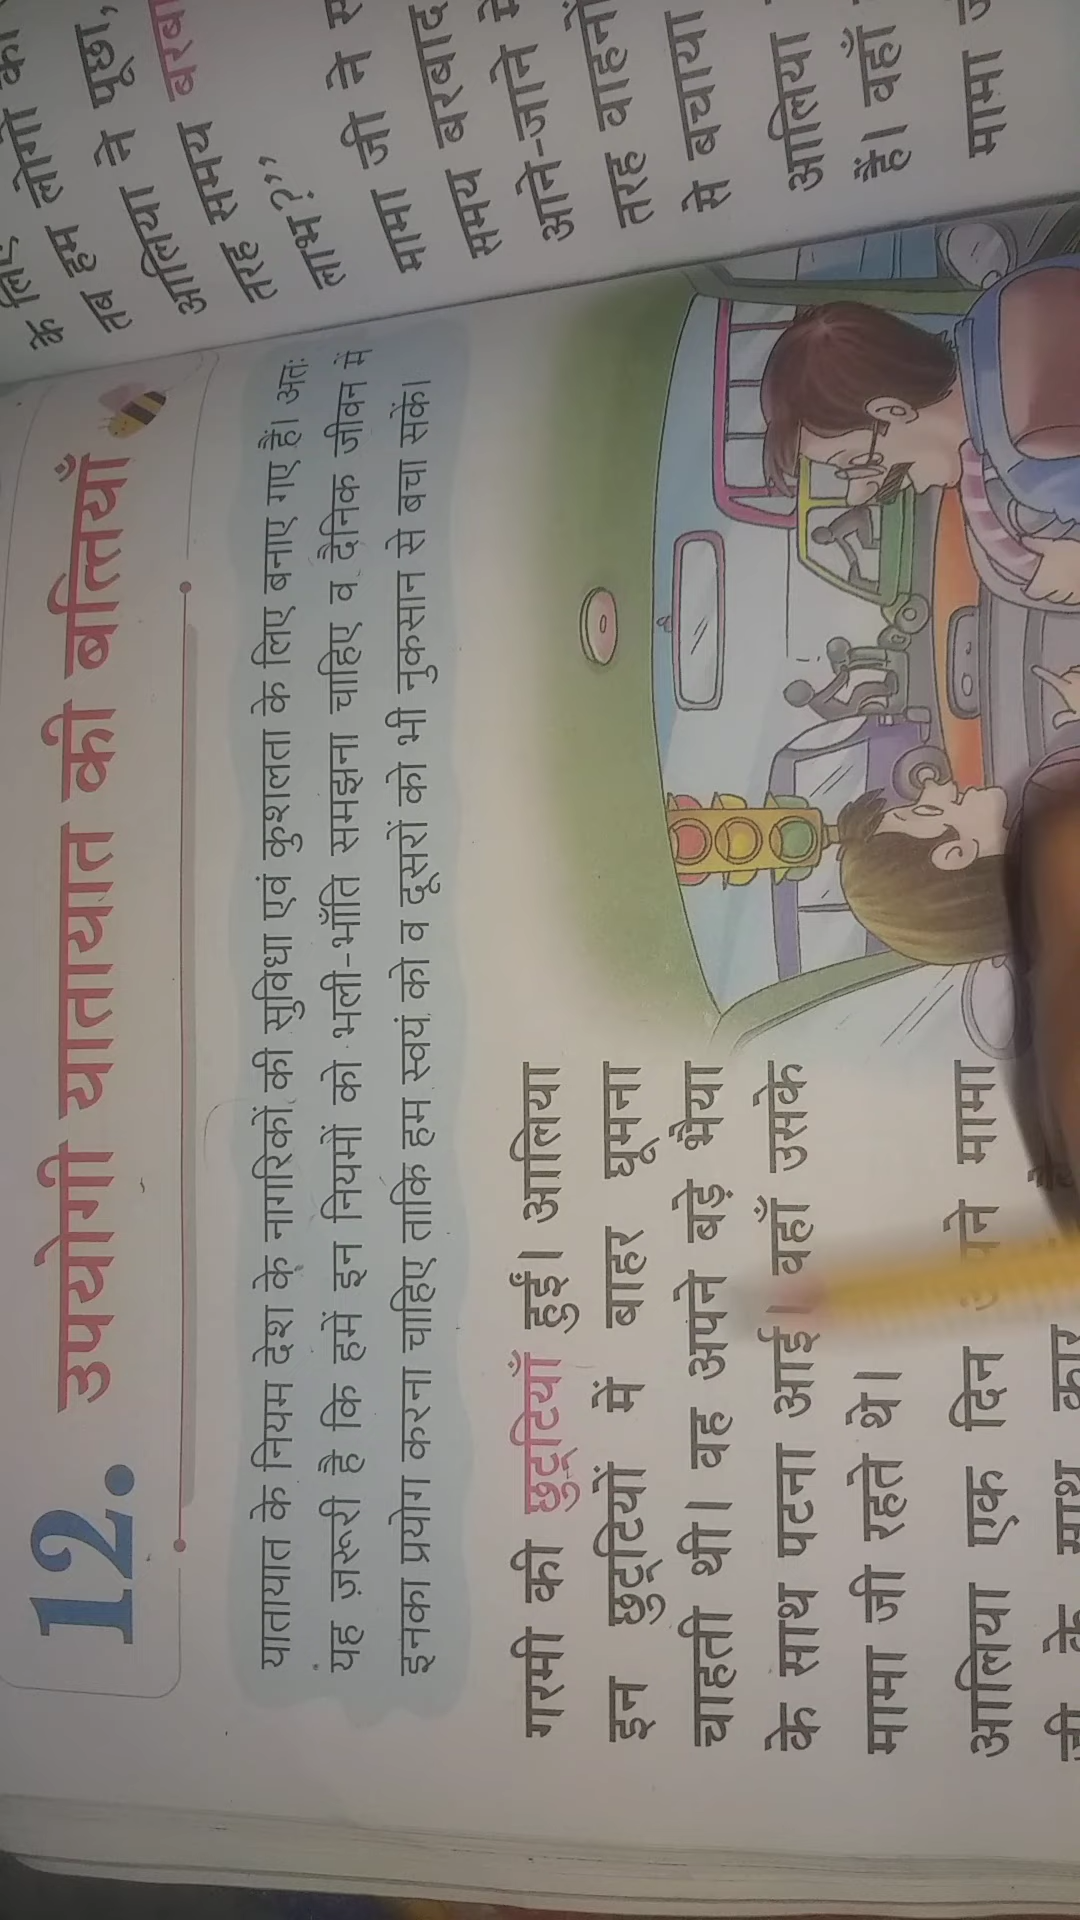 12. उपयोगी यातायात की बत्तियाँ
यातायात के नियम देश के नागरिकों की सुविधा एवं कुशलता के लिए बनाए गए हैं। अतः
यह ज़रूरी है कि हमें इन नियमों को भली-भाँति समझना चाहिए व दैनिक जीवन में
इनका प्रयोग करना चाहिए ताकि हम स्वयं को व दूसरों को भी नुकसान से बचा सकें।
गरमी की छुट्टियाँ हुईं। आलिया
इन छुट्टियों में बाहर घूमना
चाहती थी। वह अपने बड़े भैया
के साथ पटना आई। वहाँ उसके
मामा जी रहते थे।
आलिया एक दिन मामा
जी के साथ कार
के लिए हम लोगों को
तब हम
आलिया ने पूछा,
तरह समय
लाभ?”
मामा जी ने
समय बरबाद
आने-जाने में
तरह वाहनों
से बचाया
आलिया
हैं। वहाँ
मामा